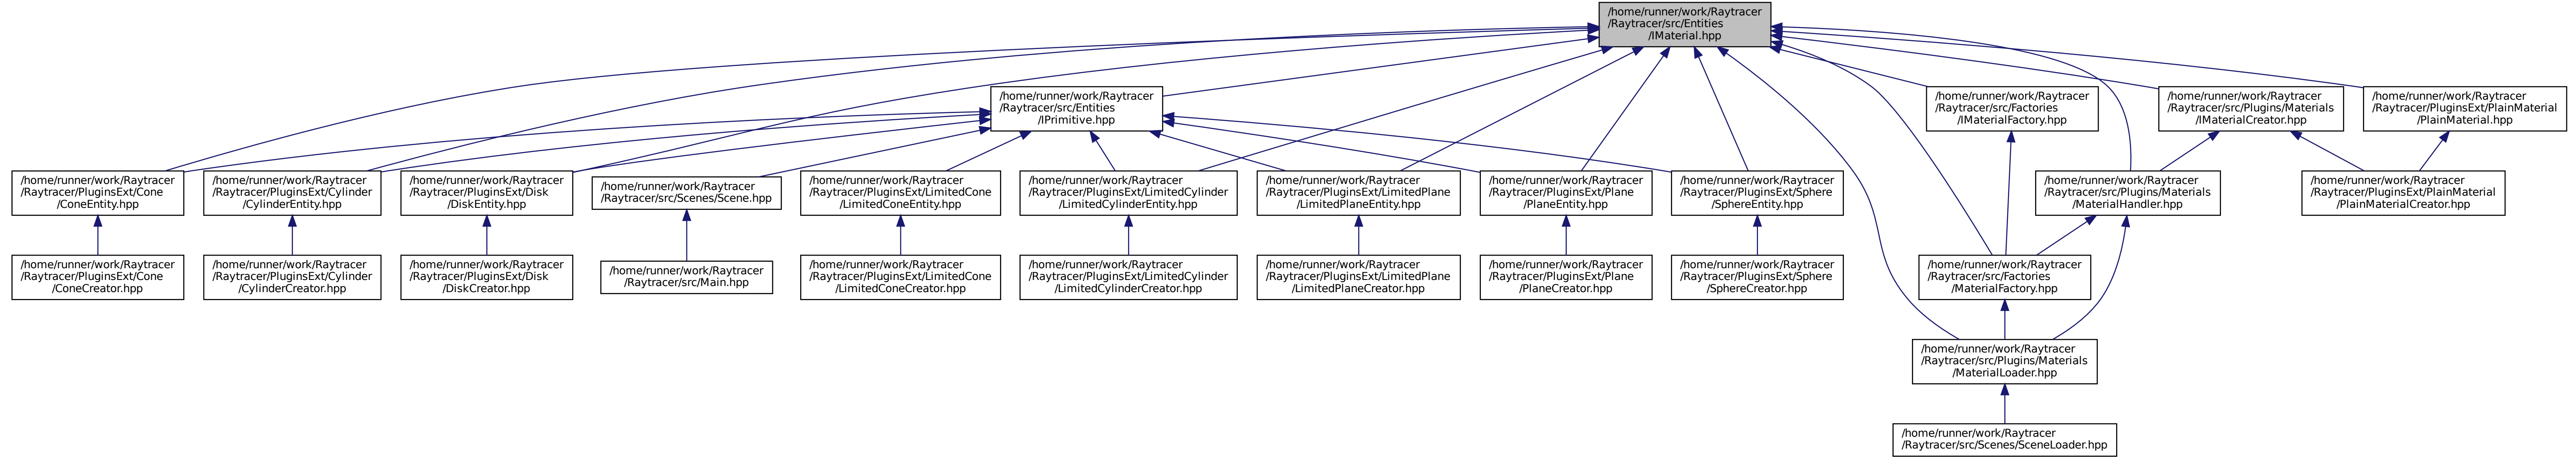 /home/runner/work/Raytracer
/Raytracer/src/Entities
/IMaterial.hpp
/home/runner/work/Raytracer
/Raytracer/src/Entities
/IPrimitive.hpp
/home/runner/work/Raytracer
/Raytracer/src/Factories
/IMaterialFactory.hpp
/home/runner/work/Raytracer
/Raytracer/src/Plugins/Materials
/IMaterialCreator.hpp
/home/runner/work/Raytracer
/Raytracer/PluginsExt/PlainMaterial
/PlainMaterial.hpp
/home/runner/work/Raytracer
/Raytracer/PluginsExt/Cone
/ConeEntity.hpp
/home/runner/work/Raytracer
/Raytracer/PluginsExt/Cylinder
/CylinderEntity.hpp
/home/runner/work/Raytracer
/Raytracer/PluginsExt/Disk
/DiskEntity.hpp
/home/runner/work/Raytracer
/Raytracer/src/Scenes/Scene.hpp
/home/runner/work/Raytracer
/Raytracer/PluginsExt/LimitedCone
/LimitedConeEntity.hpp
/home/runner/work/Raytracer
/Raytracer/PluginsExt/LimitedCylinder
/LimitedCylinderEntity.hpp
/home/runner/work/Raytracer
/Raytracer/PluginsExt/LimitedPlane
/LimitedPlaneEntity.hpp
/home/runner/work/Raytracer
/Raytracer/PluginsExt/Plane
/PlaneEntity.hpp
/home/runner/work/Raytracer
/Raytracer/PluginsExt/Sphere
/SphereEntity.hpp
/home/runner/work/Raytracer
/Raytracer/src/Plugins/Materials
/MaterialHandler.hpp
/home/runner/work/Raytracer
/Raytracer/PluginsExt/PlainMaterial
/PlainMaterialCreator.hpp
/home/runner/work/Raytracer
/Raytracer/PluginsExt/Cone
/ConeCreator.hpp
/home/runner/work/Raytracer
/Raytracer/PluginsExt/Cylinder
/CylinderCreator.hpp
/home/runner/work/Raytracer
/Raytracer/PluginsExt/Disk
/DiskCreator.hpp
/home/runner/work/Raytracer
/Raytracer/src/Main.hpp
/home/runner/work/Raytracer
/Raytracer/PluginsExt/LimitedCone
/LimitedConeCreator.hpp
/home/runner/work/Raytracer
/Raytracer/PluginsExt/LimitedCylinder
/LimitedCylinderCreator.hpp
/home/runner/work/Raytracer
/Raytracer/PluginsExt/LimitedPlane
/LimitedPlaneCreator.hpp
/home/runner/work/Raytracer
/Raytracer/PluginsExt/Plane
/PlaneCreator.hpp
/home/runner/work/Raytracer
/Raytracer/PluginsExt/Sphere
/SphereCreator.hpp
/home/runner/work/Raytracer
/Raytracer/src/Factories
/MaterialFactory.hpp
/home/runner/work/Raytracer
/Raytracer/src/Plugins/Materials
/MaterialLoader.hpp
/home/runner/work/Raytracer
/Raytracer/src/Scenes/SceneLoader.hpp